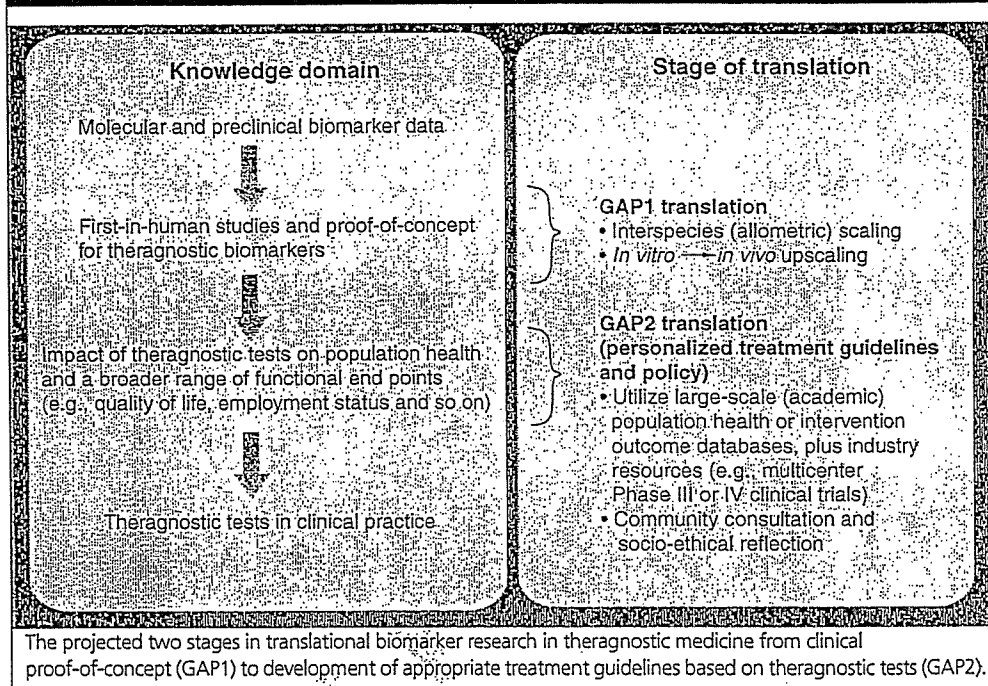 Knowledge domain
Molecular and preclinical biomarker data
First-in-human studies and proof-of-concept
for theragnostic biomarkers
Impact of theragnostic tests on population health
and a broader range of functional end points
(e.g., quality of life, employment status and so on)
Theragnostic tests in clinical practice
Stage of translation
GAP1 translation
• Interspecies (allometric) scaling
• In vitro → in vivo upscaling
GAP2 translation
(personalized treatment guidelines
and policy)
• Utilize large-scale (academic)
population health or intervention
outcome databases, plus industry
resources (e.g., multicenter
Phase III or IV clinical trials)
• Community consultation and
socio-ethical reflection
The projected two stages in translational biomarker research in theragnostic medicine from clinical
proof-of-concept (GAP1) to development of appropriate treatment guidelines based on theragnostic tests (GAP2).